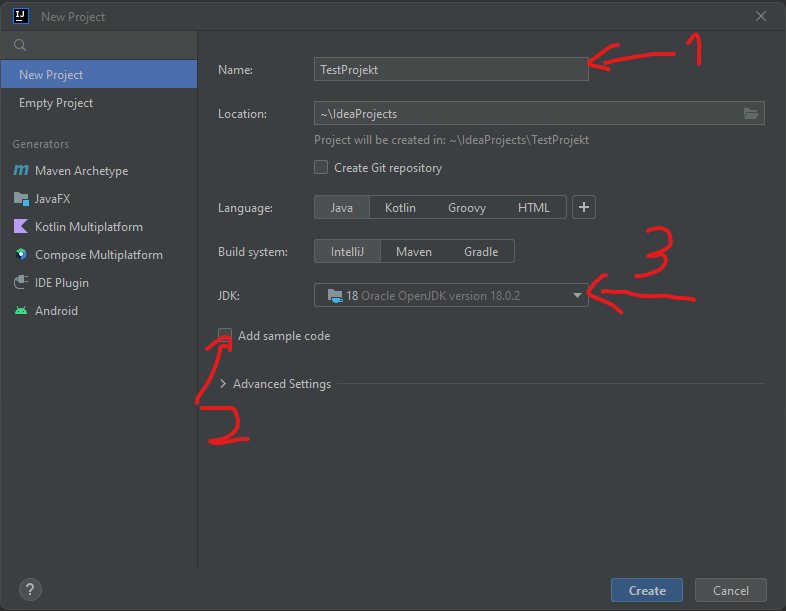 New Project
New Project
Empty Project
Generators
Maven Archetype
JavaFX
Kotlin Multiplatform
Compose Multiplatform
IDE Plugin
Android
Name: TestProjekt 1
Location: ~\IdeaProjects
Project will be created in: ~\IdeaProjects\TestProjekt
Create Git repository
Language: Java Kotlin Groovy HTML +
Build system: IntelliJ Maven Gradle
3
JDK: 18 Oracle OpenJDK version 18.0.2
Add sample code
Advanced Settings
2
? Create Cancel